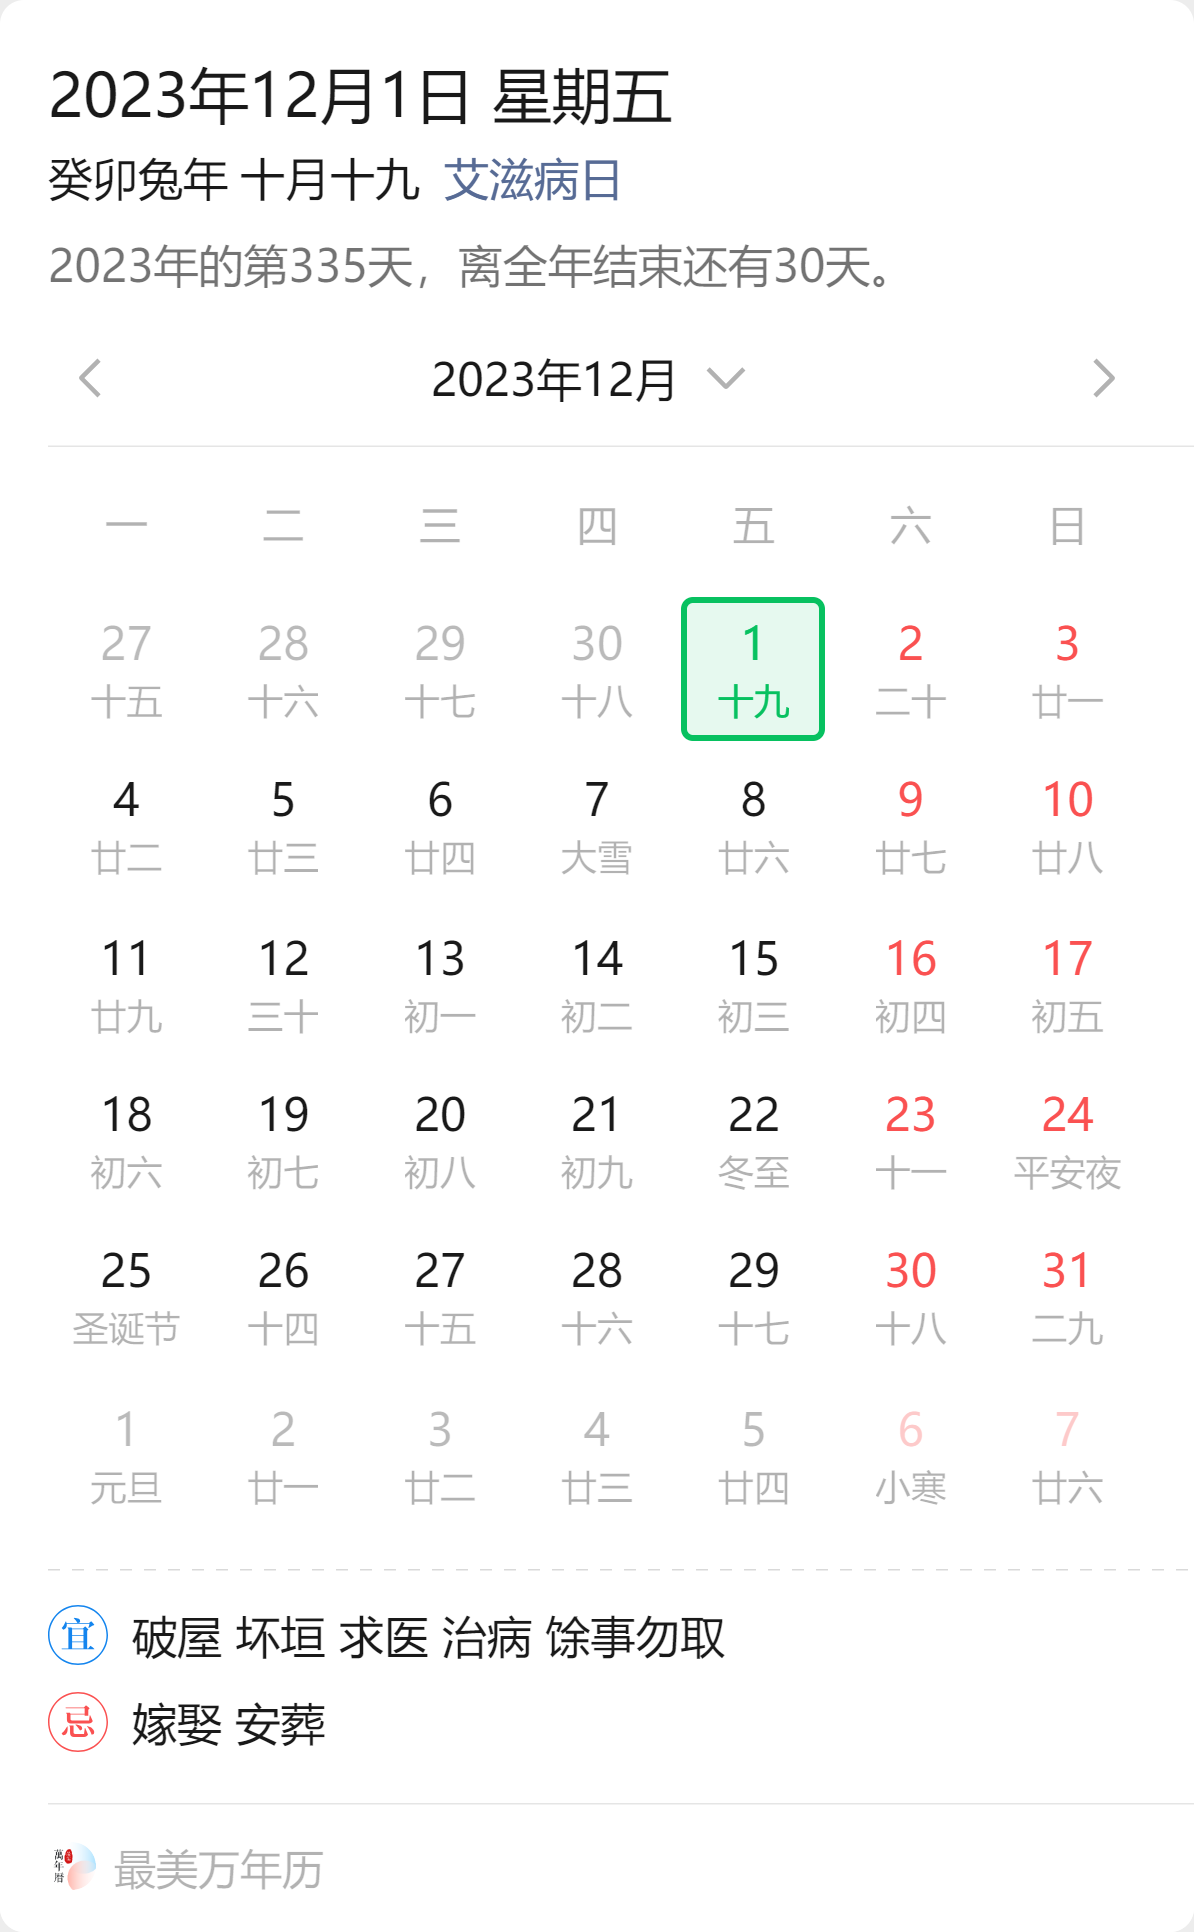 2023年12月1日 星期五
癸卯兔年 十月十九 艾滋病日
2023年的第335天，离全年结束还有30天。
2023年12月
一 二 三 四 五 六 日
27 28 29 30 1 2 3
十五 十六 十七 十八 十九 二十 廿一
4 5 6 7 8 9 10
廿二 廿三 廿四 大雪 廿六 廿七 廿八
11 12 13 14 15 16 17
廿九 三十 初一 初二 初三 初四 初五
18 19 20 21 22 23 24
初六 初七 初八 初九 冬至 十一 平安夜
25 26 27 28 29 30 31
圣诞节 十四 十五 十六 十七 十八 二九
1 2 3 4 5 6 7
元旦 廿一 廿二 廿三 廿四 小寒 廿六
宜 破屋 坏垣 求医 治病 馀事勿取
忌 嫁娶 安葬
萬年曆 最美万年历